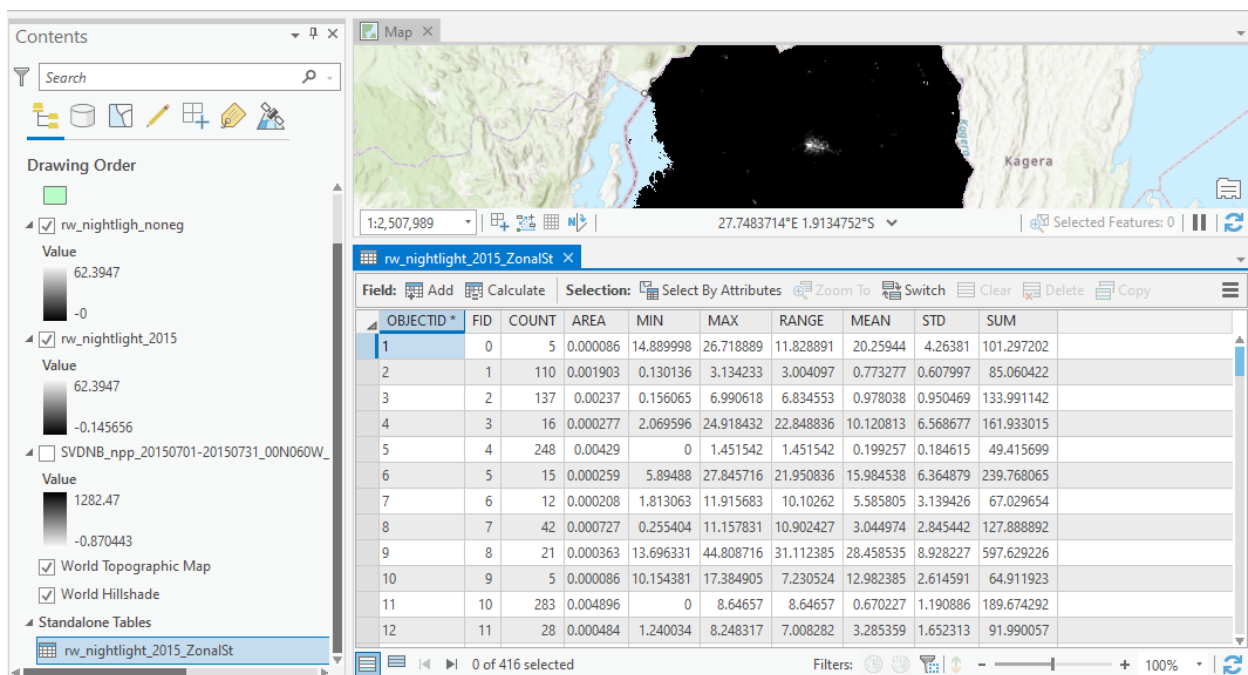 Contents
Search
Drawing Order
rw_nightligh_noneg
Value
62.3947
-0
rw_nightlight_2015
Value
62.3947
-0.145656
SVDNB_npp_20150701-20150731_00N060W_
Value
1282.47
-0.870443
World Topographic Map
World Hillshade
Standalone Tables
rw_nightlight_2015_ZonalSt
Map
Kagera
Kagera
1:2,507,989 27.7483714°E 1.9134752°S Selected Features: 0
rw_nightlight_2015_ZonalSt
Field: Add Calculate Selection: Select By Attributes Zoom To Switch Clear Delete Copy
OBJECTID * FID COUNT AREA MIN MAX RANGE MEAN STD SUM
1 0 5 0.000086 14.889998 26.718889 11.828891 20.25944 4.26381 101.297202
2 1 110 0.001903 0.130136 3.134233 3.004097 0.773277 0.607997 85.060422
3 2 137 0.00237 0.156065 6.990618 6.834553 0.978038 0.950469 133.991142
4 3 16 0.000277 2.069596 24.918432 22.848836 10.120813 6.568677 161.933015
5 4 248 0.00429 0 1.451542 1.451542 0.199257 0.184615 49.415699
6 5 15 0.000259 5.89488 27.845716 21.950836 15.984538 6.364879 239.768065
7 6 12 0.000208 1.813063 11.915683 10.10262 5.585805 3.139426 67.029654
8 7 42 0.000727 0.255404 11.157831 10.902427 3.044974 2.845442 127.888892
9 8 21 0.000363 13.696331 44.808716 31.112385 28.458535 8.928227 597.629226
10 9 5 0.000086 10.154381 17.384905 7.230524 12.982385 2.614591 64.911923
11 10 283 0.004896 0 8.64657 8.64657 0.670227 1.190886 189.674292
12 11 28 0.000484 1.240034 8.248317 7.008282 3.285359 1.652313 91.990057
0 of 416 selected Filters: - + 100%